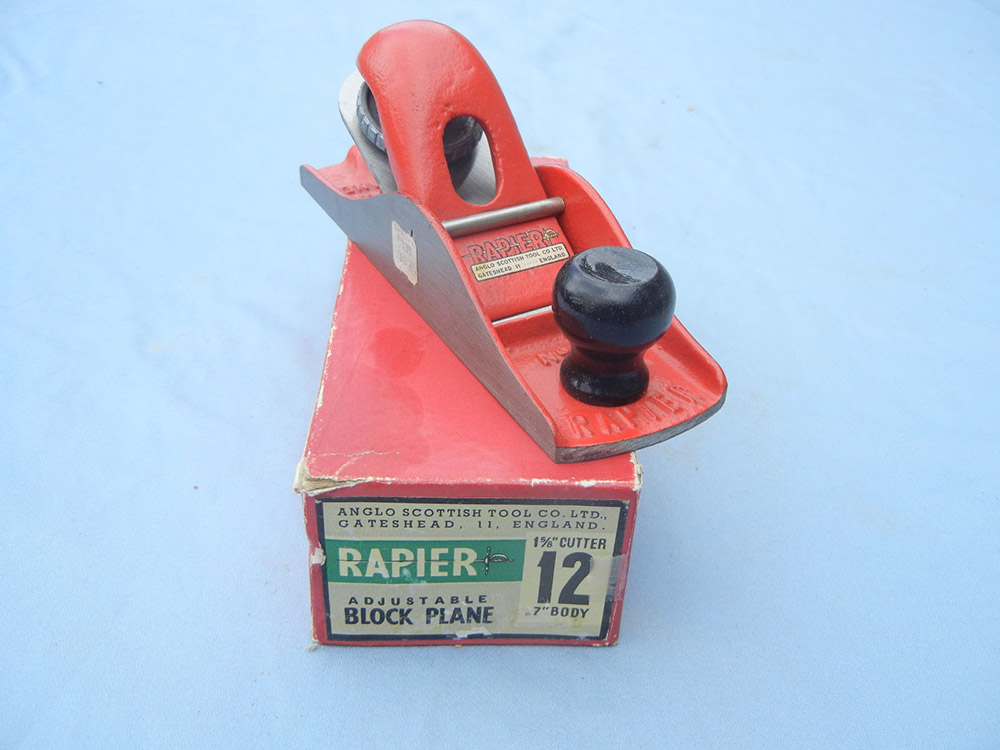 RAPIER
ANGLO SCOTTISH TOOL CO LTD
GATESHEAD 11 ENGLAND
NO
RAPIER
ANGLO SCOTTISH TOOL CO. LTD.,
GATESHEAD, 11, ENGLAND.
RAPIER
1⅝" CUTTER
12
7" BODY
ADJUSTABLE
BLOCK PLANE